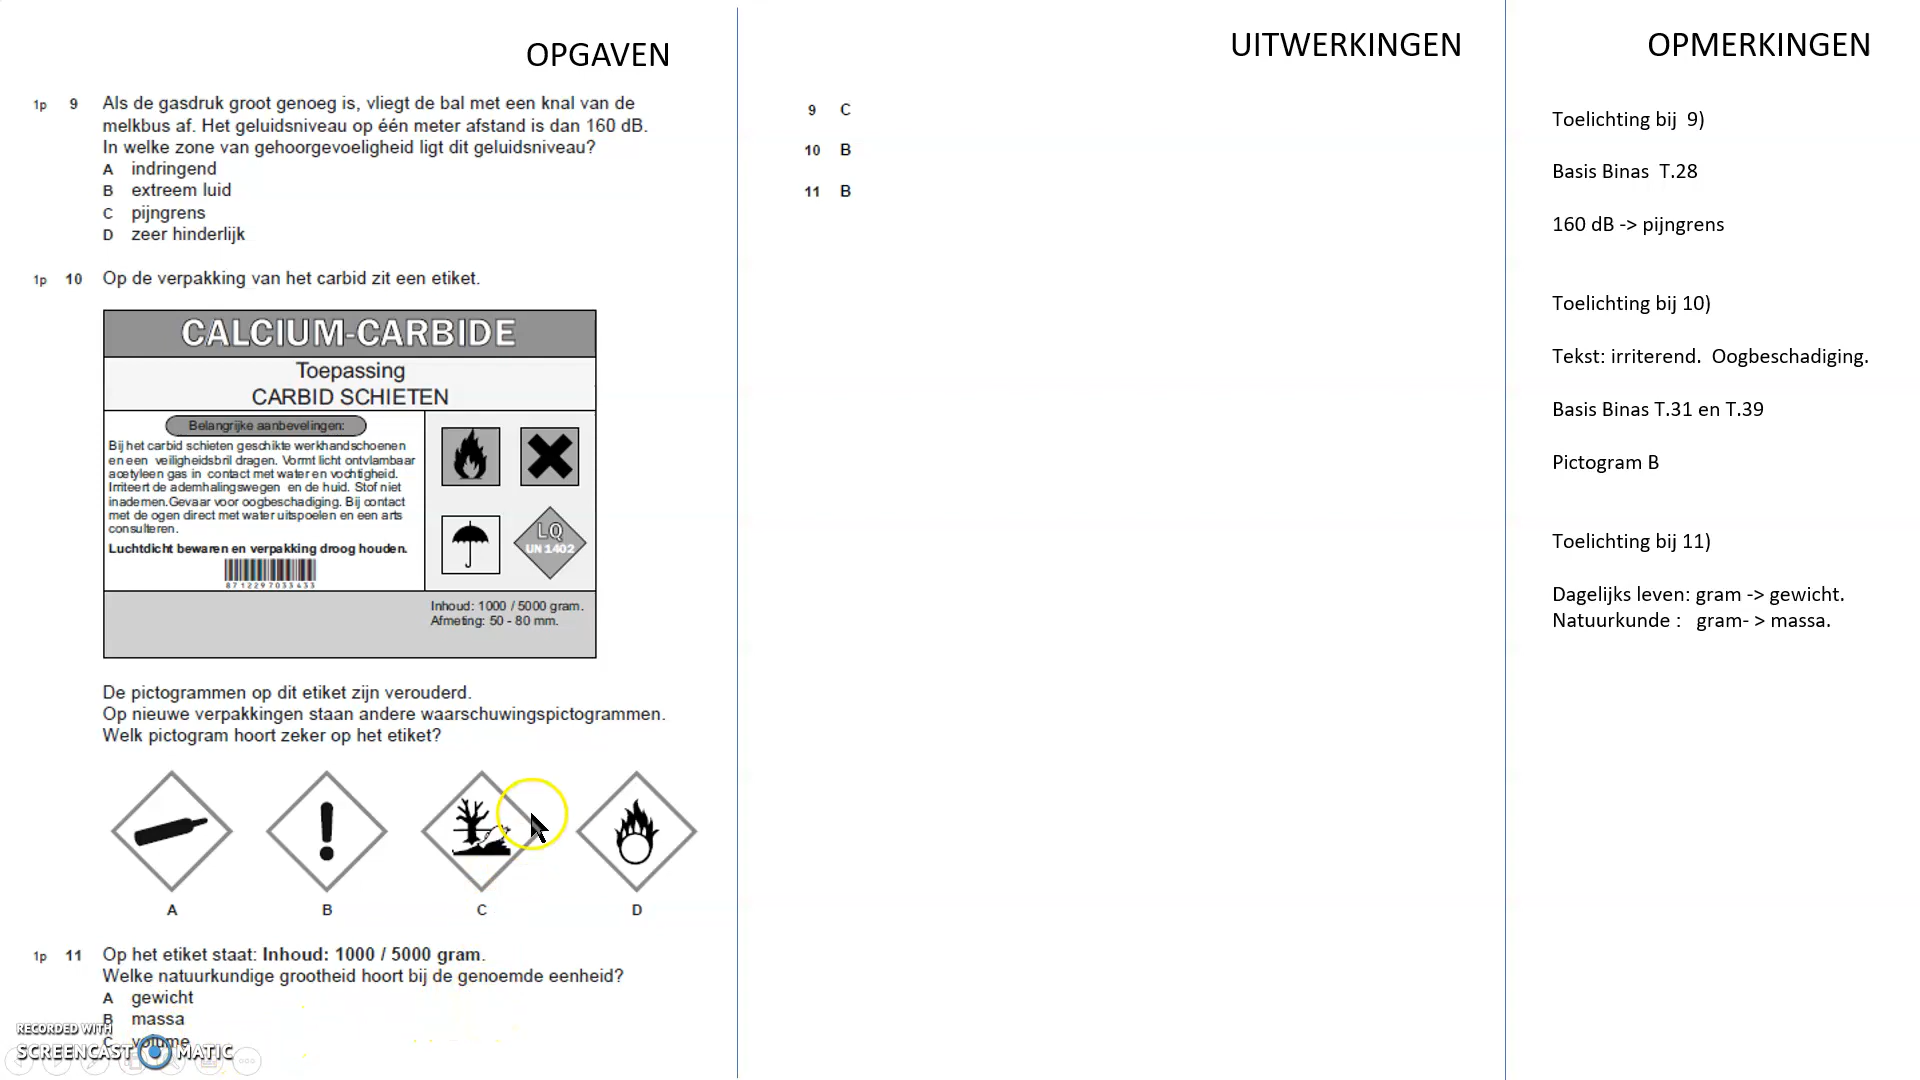 OPGAVEN
1p 9 Als de gasdruk groot genoeg is, vliegt de bal met een knal van de
melkbus af. Het geluidsniveau op één meter afstand is dan 160 dB.
In welke zone van gehoorgevoeligheid ligt dit geluidsniveau?
A indringend
B extreem luid
C pijngrens
D zeer hinderlijk
1p 10 Op de verpakking van het carbid zit een etiket.
CALCIUM-CARBIDE
Toepassing
CARBID SCHIETEN
Belangrijke aanbevelingen:
Bij het carbid schieten geschikte werkhandschoenen
en een veiligheidsbril dragen. Vormt licht ontvlambaar
acetyleen gas in contact met water en vochtigheid.
Irriteert de ademhalingswegen en de huid. Stof niet
inademen. Gevaar voor oogbeschadiging. Bij contact
met de ogen direct met water uitspoelen en een arts
consulteren.
Luchtdicht bewaren en verpakking droog houden.
8712297033433
LQ
UN 1402
Inhoud: 1000 / 5000 gram.
Afmeting: 50 - 80 mm.
De pictogrammen op dit etiket zijn verouderd.
Op nieuwe verpakkingen staan andere waarschuwingspictogrammen.
Welk pictogram hoort zeker op het etiket?
A B C D
1p 11 Op het etiket staat: Inhoud: 1000 / 5000 gram.
Welke natuurkundige grootheid hoort bij de genoemde eenheid?
A gewicht
B massa
C volume
RECORDED WITH
SCREENCAST MATIC
UITWERKINGEN
9 C
10 B
11 B
OPMERKINGEN
Toelichting bij 9)
Basis Binas T.28
160 dB -> pijngrens
Toelichting bij 10)
Tekst: irriterend. Oogbeschadiging.
Basis Binas T.31 en T.39
Pictogram B
Toelichting bij 11)
Dagelijks leven: gram -> gewicht.
Natuurkunde : gram- > massa.